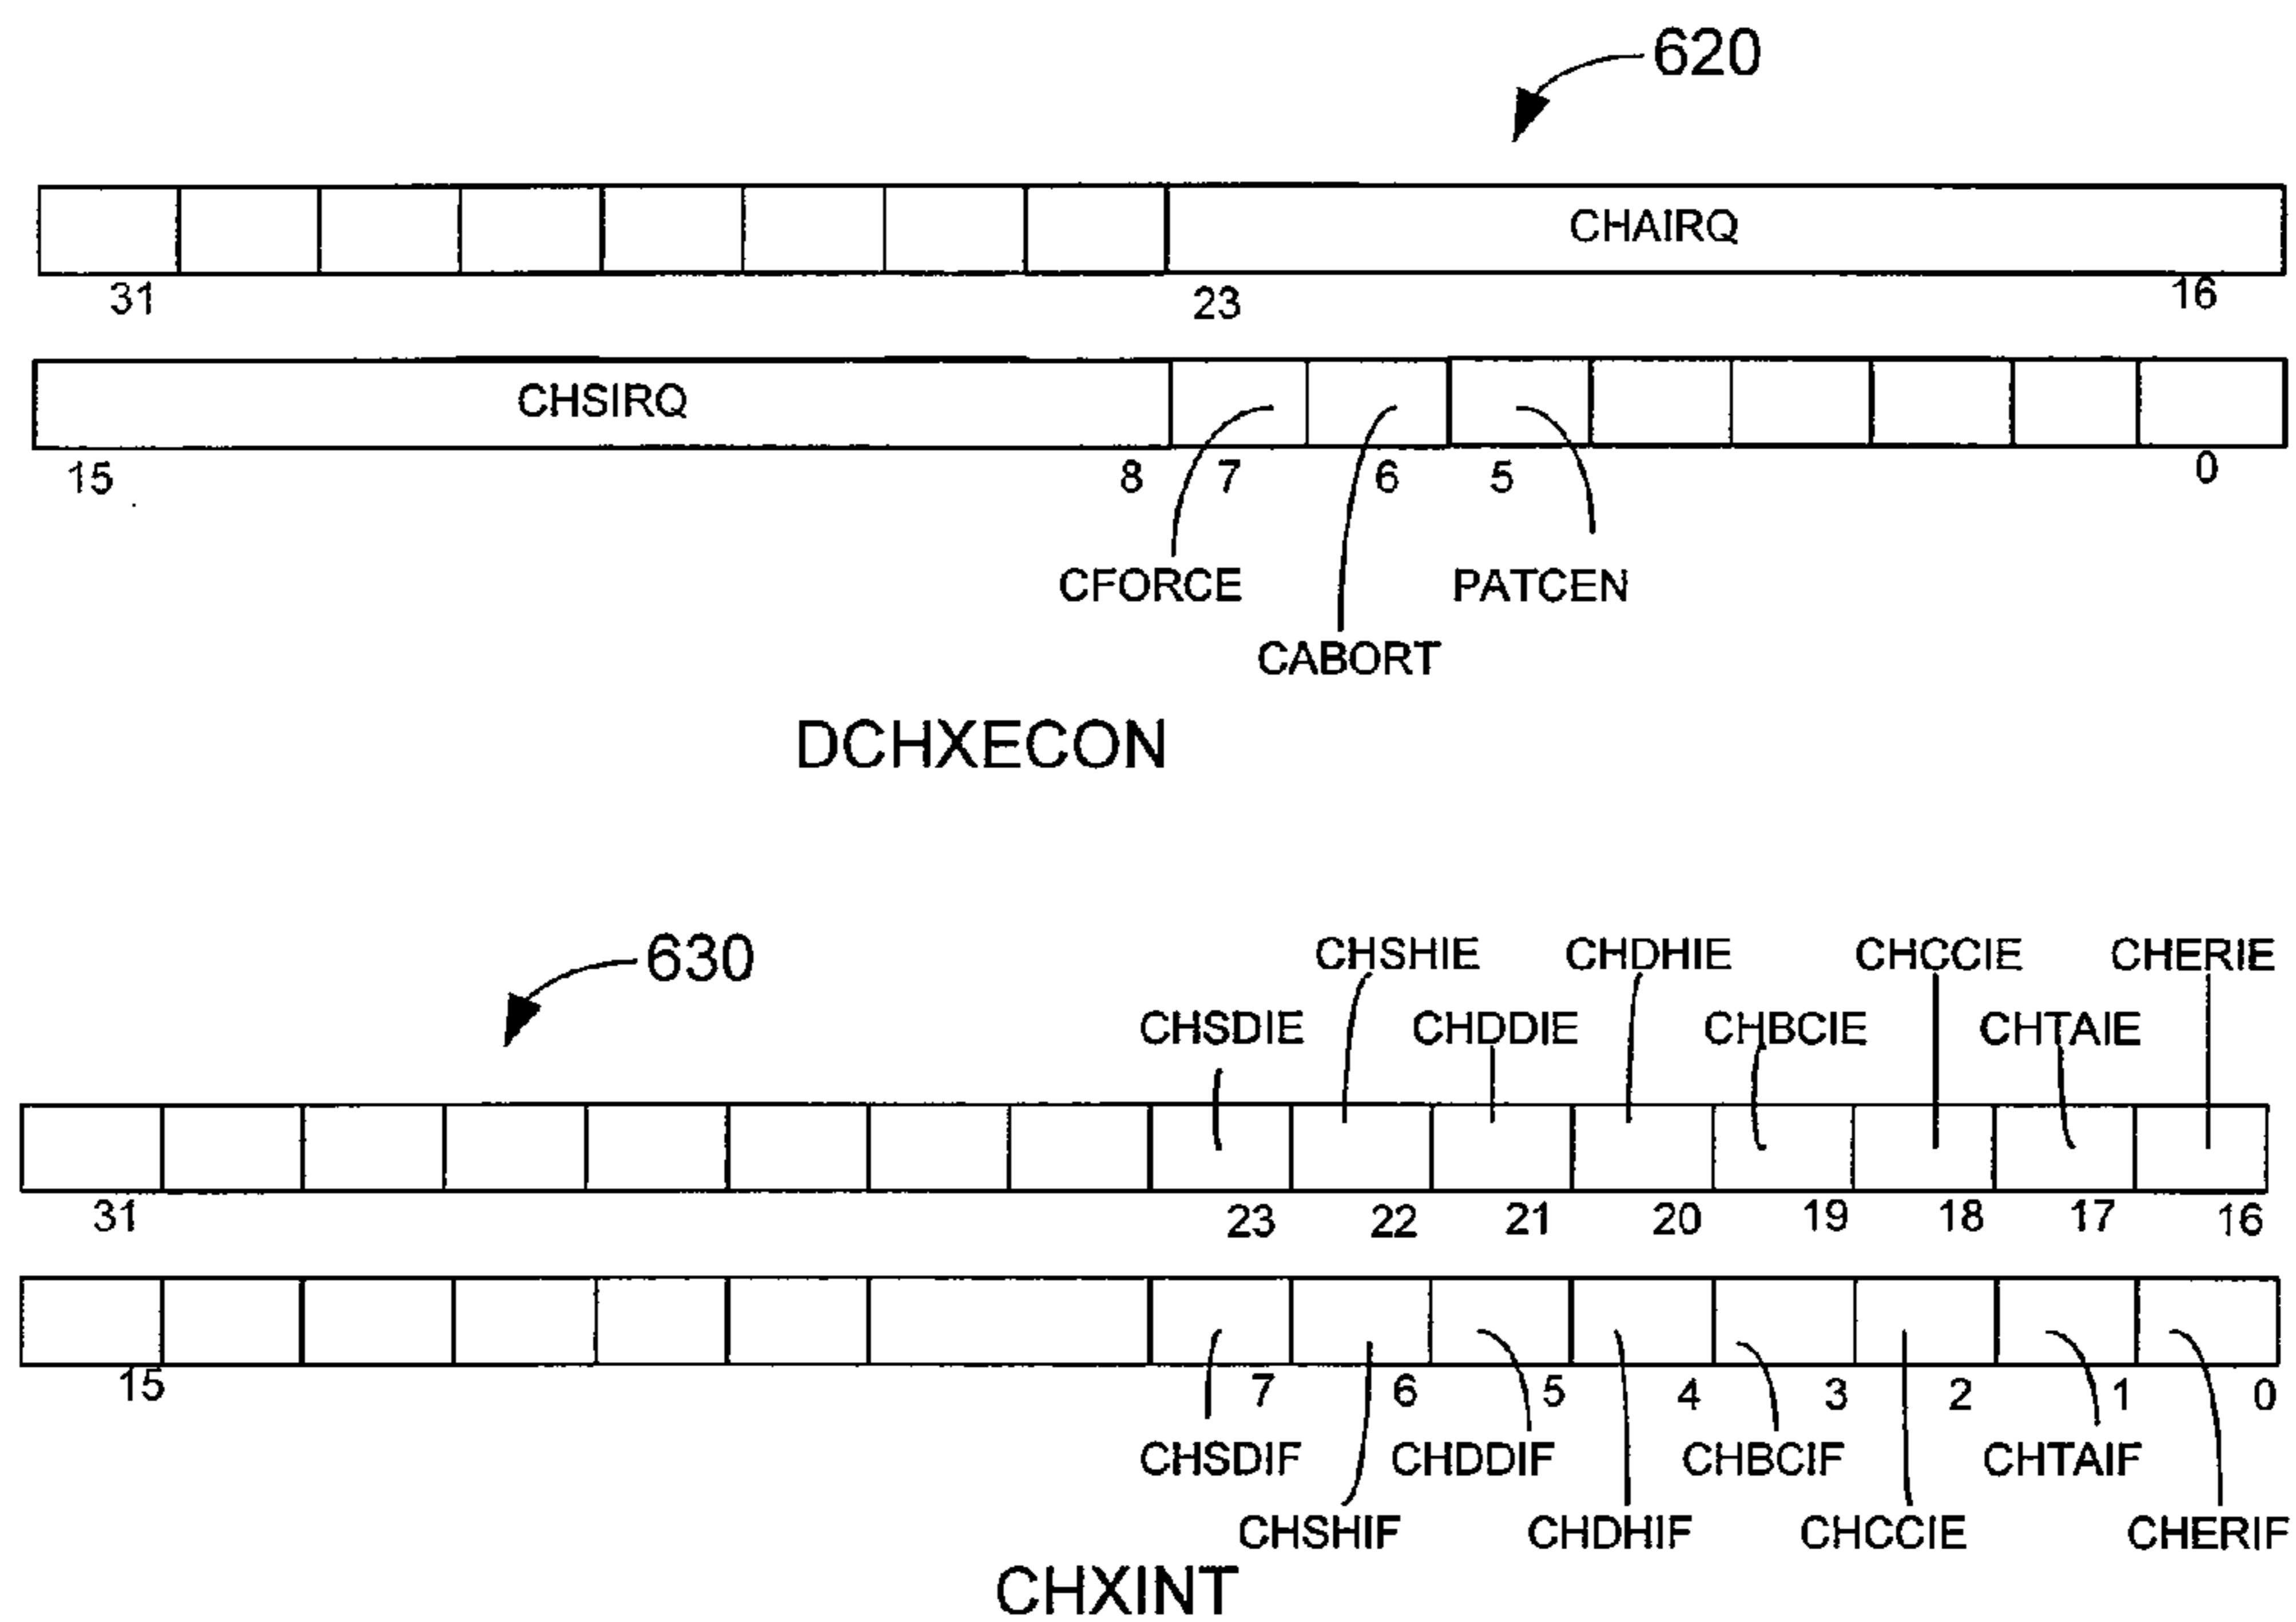 620
CHAIRQ
31 23 16
CHSIRQ
15 8 7 6 5 0
CFORCE PATCEN
CABORT
DCHXECON
630
CHSHIE CHDHIE CHCCIE CHERIE
CHSDIE CHDDIE CHBCIE CHTAIE
31 23 22 21 20 19 18 17 16
15 7 6 5 4 3 2 1 0
CHSDIF CHDDIF CHBCIF CHTAIF
CHSHIF CHDHIF CHCCIE CHERIF
CHXINT